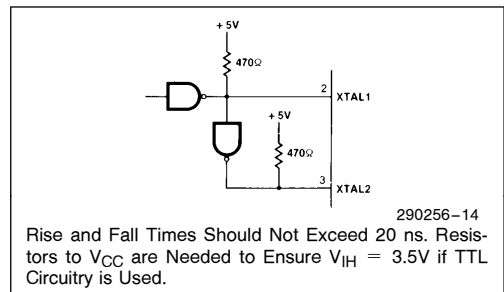 + 5V
470Ω
2 XTAL1
+ 5V
470Ω
3 XTAL2
290256–14
Rise and Fall Times Should Not Exceed 20 ns. Resis-
tors to VCC are Needed to Ensure VIH = 3.5V if TTL
Circuitry is Used.